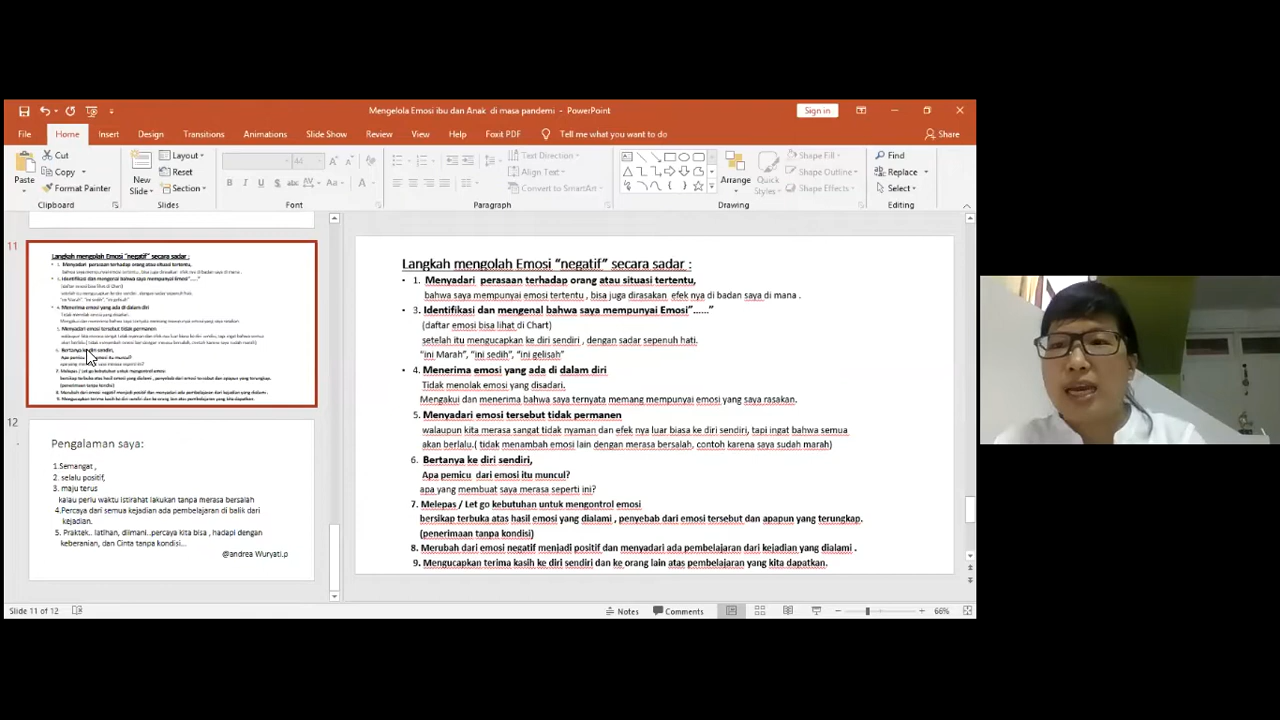 Mengelola Emosi ibu dan Anak di masa pandemi - PowerPoint
Sign in
File Home Insert Design Transitions Animations Slide Show Review View Help Foxit PDF Tell me what you want to do Share
Paste
Cut
Copy
Format Painter
Clipboard
New Slide
Layout
Reset
Section
Slides
44
Font
Text Direction
Align Text
Convert to SmartArt
Paragraph
Arrange
Quick Styles
Shape Fill
Shape Outline
Shape Effects
Drawing
Find
Replace
Select
Editing
11
Langkah mengolah Emosi "negatif" secara sadar :
12
Pengalaman saya:
1.Semangat ,
2. selalu positif,
3. maju terus
kalau perlu waktu istirahat lakukan tanpa merasa bersalah
4.Percaya dari semua kejadian ada pembelajaran di balik dari
kejadian.
5. Praktek.. latihan, diimani..percaya kita bisa , hadapi dengan
keberanian, dan Cinta tanpa kondisi...
@andrea Wuryati.p
Langkah mengolah Emosi “negatif” secara sadar :
• 1. Menyadari perasaan terhadap orang atau situasi tertentu,
bahwa saya mempunyai emosi tertentu , bisa juga dirasakan efek nya di badan saya di mana .
• 3. Identifikasi dan mengenal bahwa saya mempunyai Emosi”......”
(daftar emosi bisa lihat di Chart)
setelah itu mengucapkan ke diri sendiri , dengan sadar sepenuh hati.
“ini Marah”, “ini sedih”, “ini gelisah”
• 4. Menerima emosi yang ada di dalam diri
Tidak menolak emosi yang disadari.
Mengakui dan menerima bahwa saya ternyata memang mempunyai emosi yang saya rasakan.
5. Menyadari emosi tersebut tidak permanen
walaupun kita merasa sangat tidak nyaman dan efek nya luar biasa ke diri sendiri, tapi ingat bahwa semua
akan berlalu.( tidak menambah emosi lain dengan merasa bersalah, contoh karena saya sudah marah)
6. Bertanya ke diri sendiri,
Apa pemicu dari emosi itu muncul?
apa yang membuat saya merasa seperti ini?
7. Melepas / Let go kebutuhan untuk mengontrol emosi
bersikap terbuka atas hasil emosi yang dialami , penyebab dari emosi tersebut dan apapun yang terungkap.
(penerimaan tanpa kondisi)
8. Merubah dari emosi negatif menjadi positif dan menyadari ada pembelajaran dari kejadian yang dialami .
9. Mengucapkan terima kasih ke diri sendiri dan ke orang lain atas pembelajaran yang kita dapatkan.
Slide 11 of 12
Notes
Comments
66%